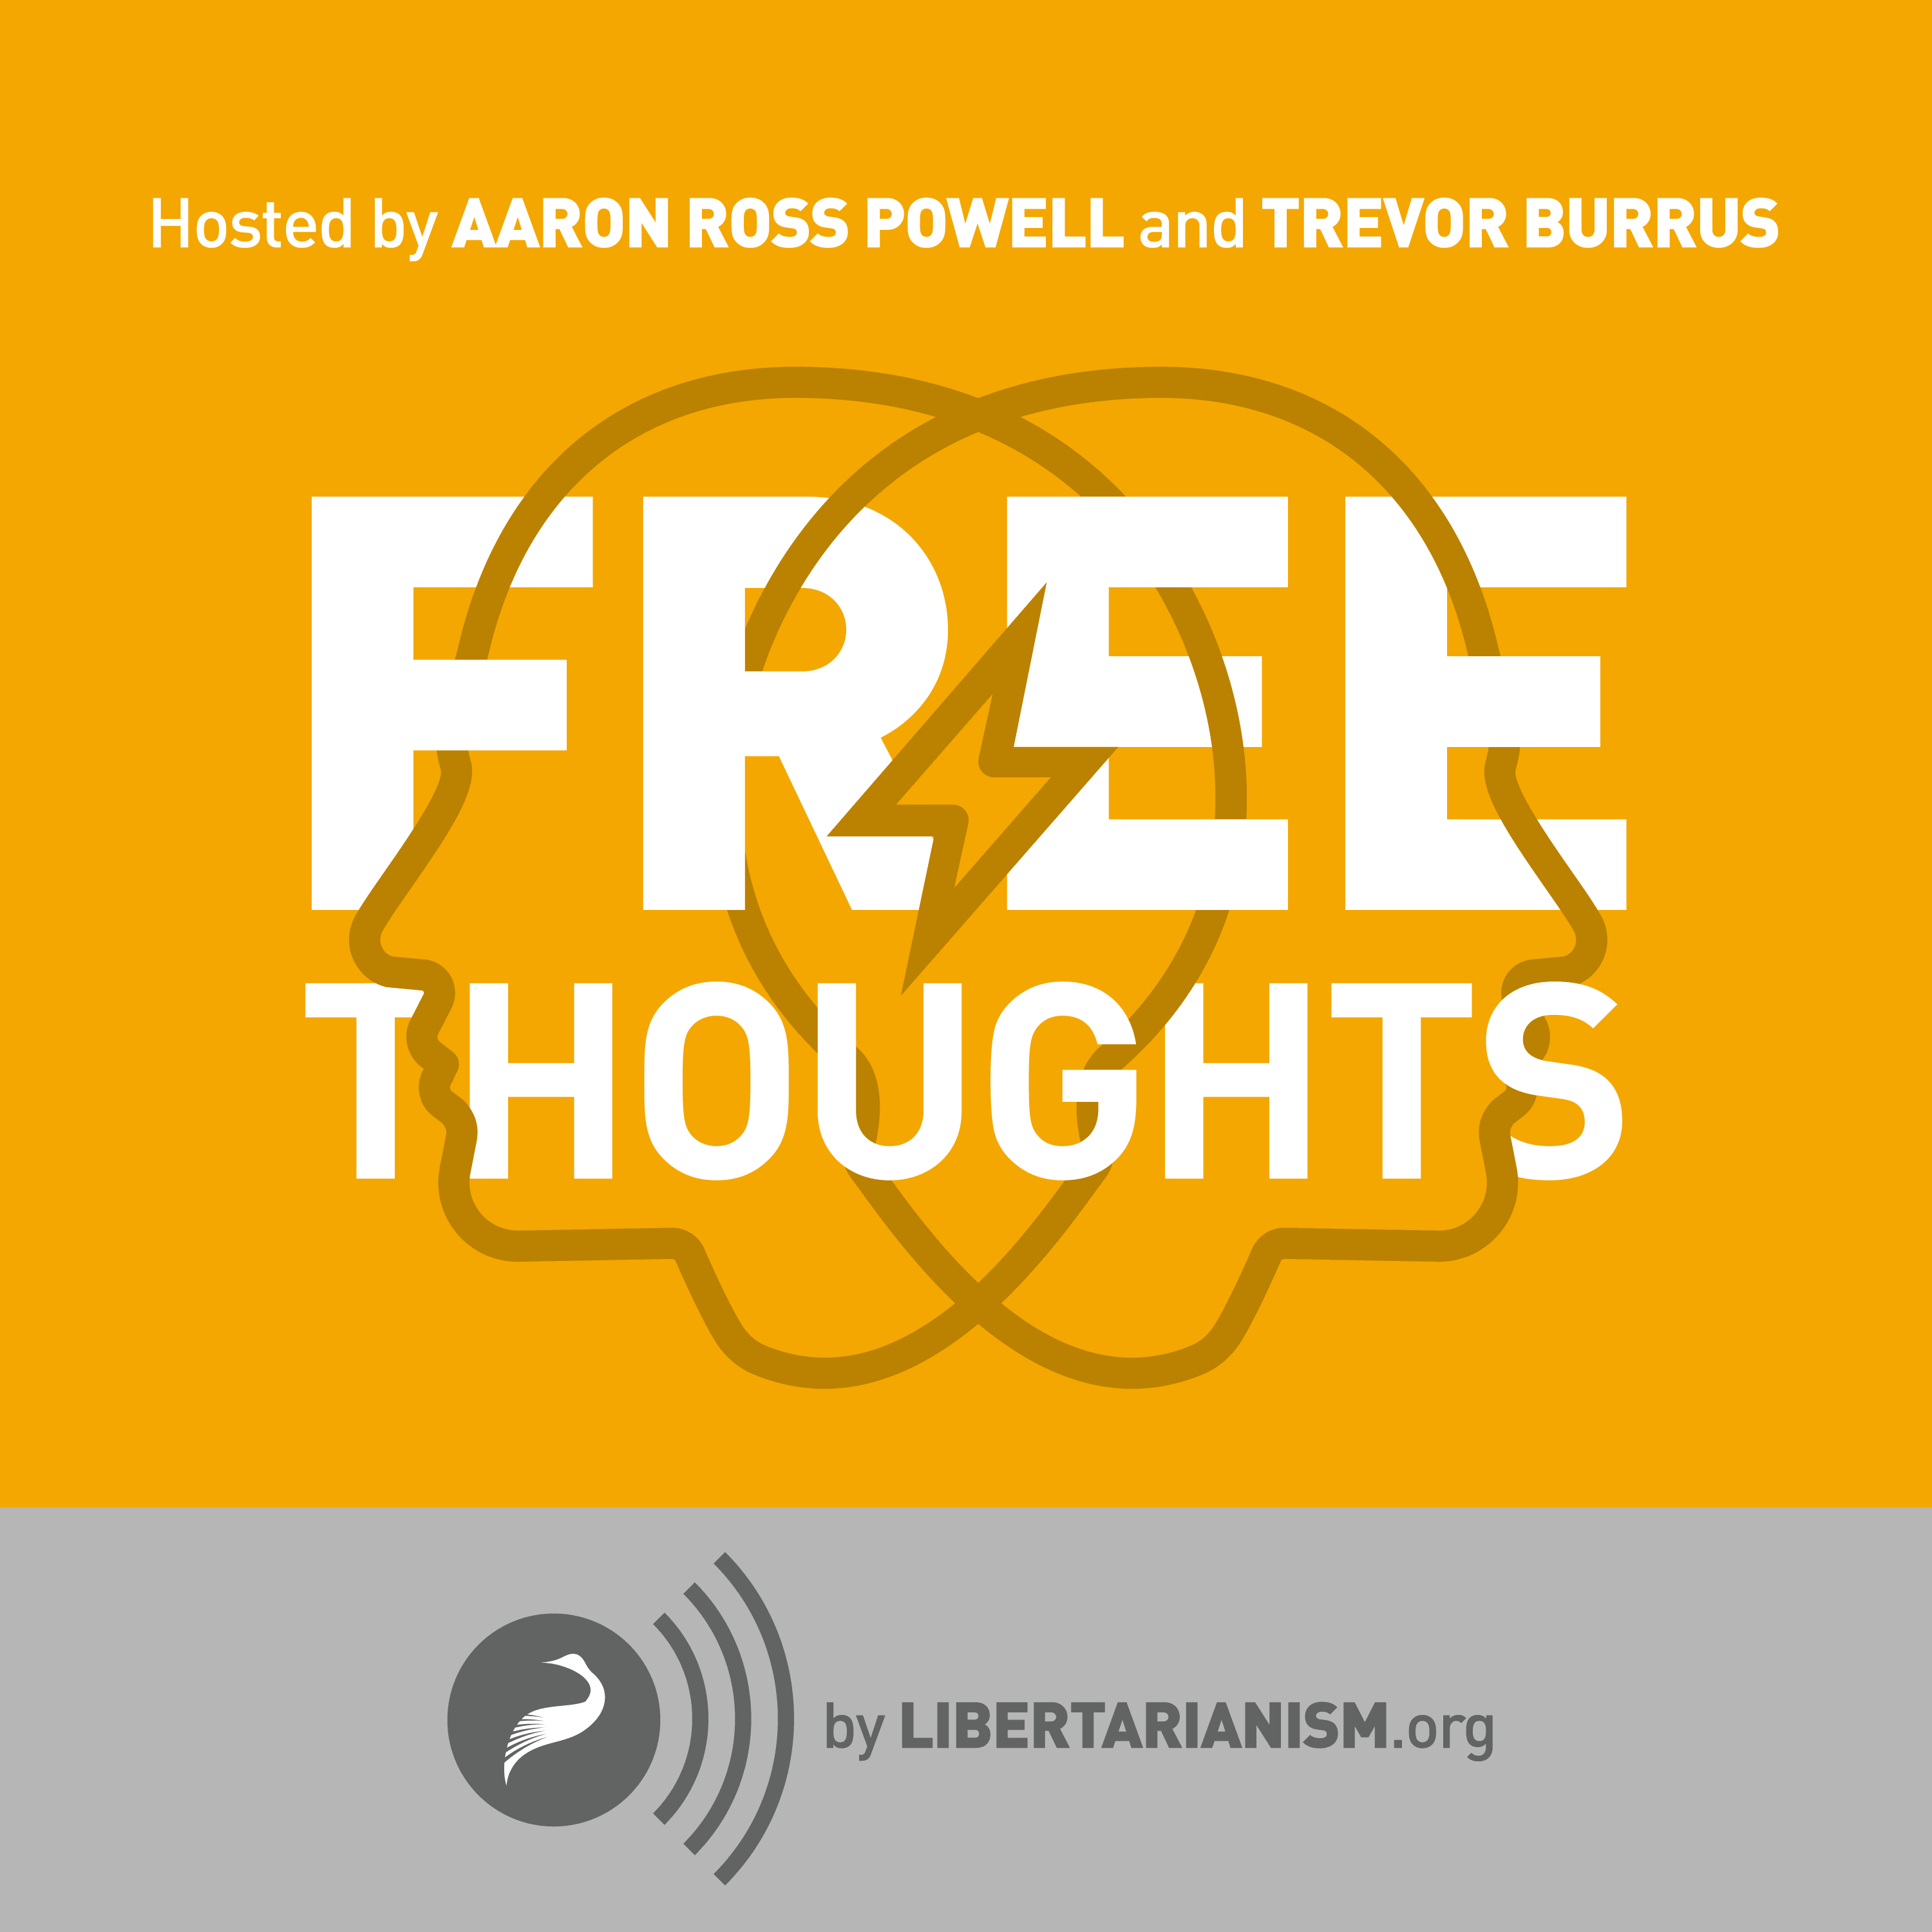 Hosted by AARON ROSS POWELL and TREVOR BURRUS
FREE
THOUGHTS
by LIBERTARIANISM.org